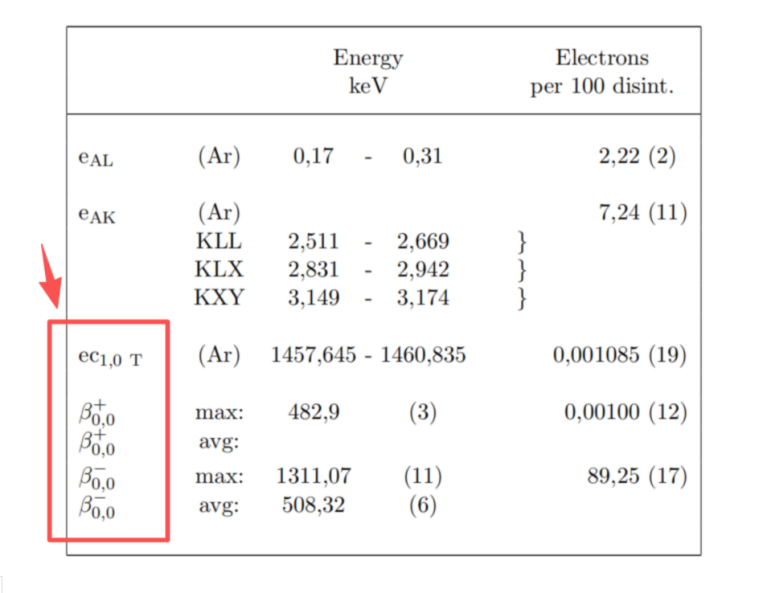 Energy Electrons
keV per 100 disint.
eAL (Ar) 0,17 - 0,31 2,22 (2)
eAK (Ar) 7,24 (11)
KLL 2,511 - 2,669 }
KLX 2,831 - 2,942 }
KXY 3,149 - 3,174 }
ec1,0 T (Ar) 1457,645 - 1460,835 0,001085 (19)
β+0,0 max: 482,9 (3) 0,00100 (12)
β+0,0 avg:
β−0,0 max: 1311,07 (11) 89,25 (17)
β−0,0 avg: 508,32 (6)